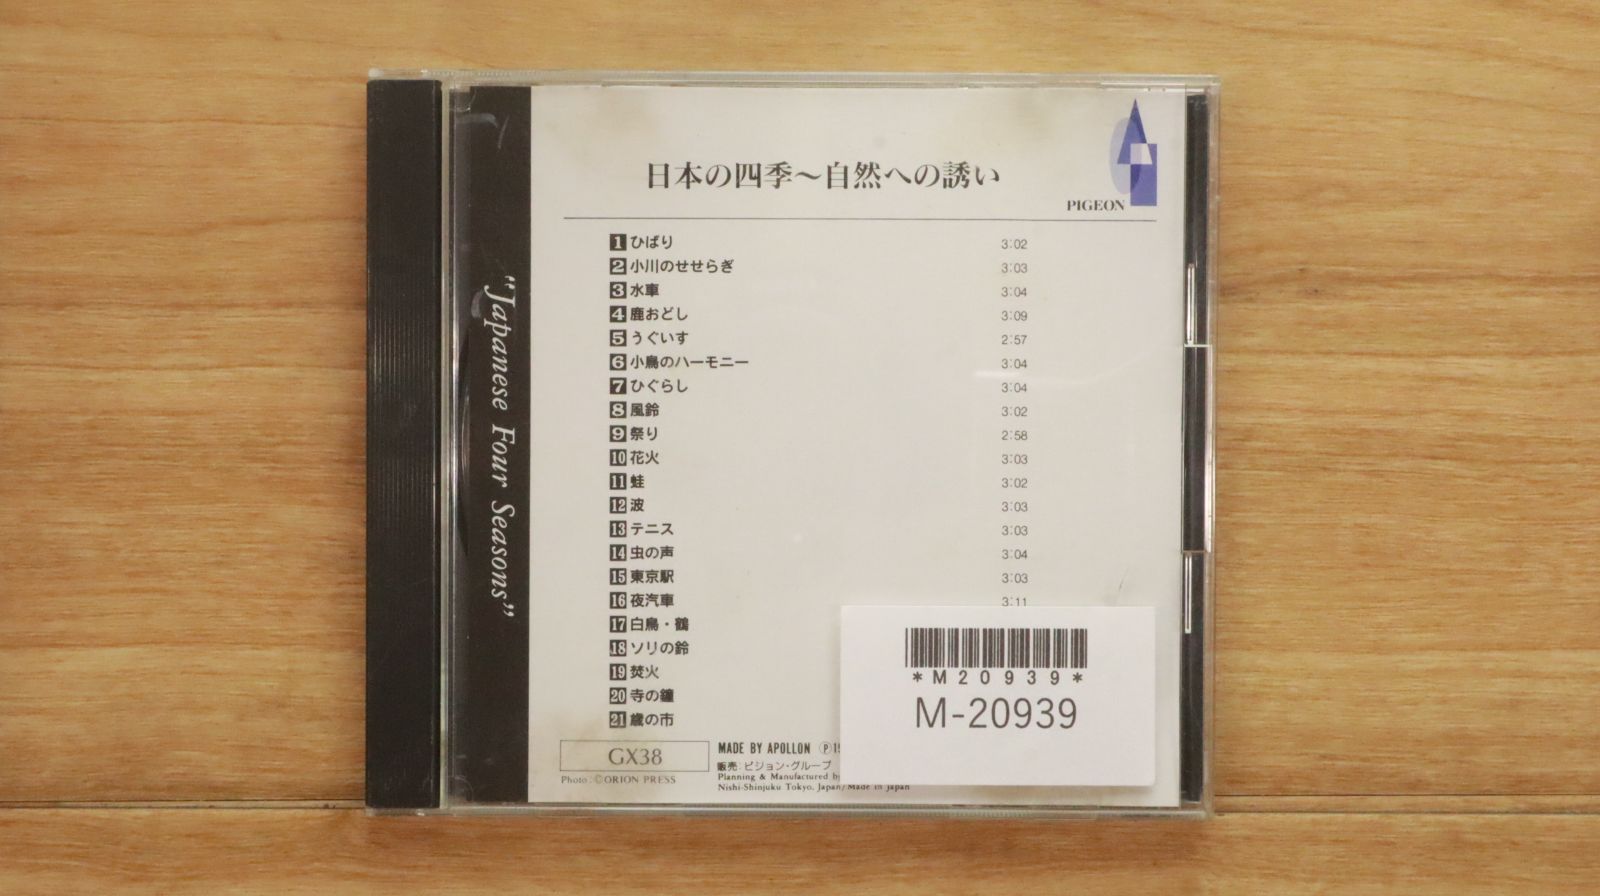 日本の四季〜自然への誘い
PIGEON
"Japanese Four Seasons"
1 ひばり 3:02
2 小川のせせらぎ 3:03
3 水車 3:04
4 鹿おどし 3:09
5 うぐいす 2:57
6 小鳥のハーモニー 3:04
7 ひぐらし 3:04
8 風鈴 3:02
9 祭り 2:58
10 花火 3:03
11 蛙 3:02
12 波 3:03
13 テニス 3:03
14 虫の声 3:04
15 東京駅 3:03
16 夜汽車 3:11
17 白鳥・鶴
18 ソリの鈴
19 焚火
20 寺の鐘
21 歳の市
GX38
Photo:©ORION PRESS
MADE BY APOLLON Ⓟ19
販売:ピジョン・グループ
Planning & Manufactured by
Nishi-Shinjuku Tokyo, Japan/Made in Japan
*M20939*
M-20939